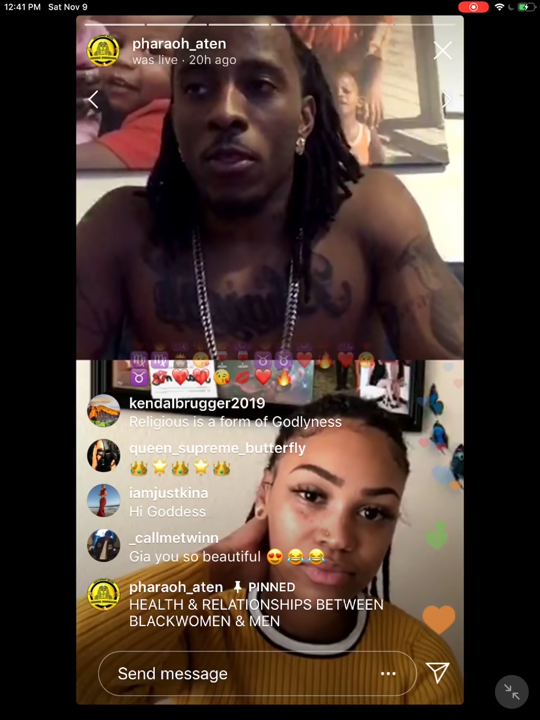 12:41 PM Sat Nov 9
pharaoh_aten
was live · 20h ago
kendalbrugger2019
Religious is a form of Godlyness
queen_supreme_butterfly
👑🌟👑🌟👑
iamjustkina
Hi Goddess
_callmetwinn
Gia you so beautiful 😍😂😂
pharaoh_aten 📌 PINNED
HEALTH & RELATIONSHIPS BETWEEN
BLACKWOMEN & MEN
Send message